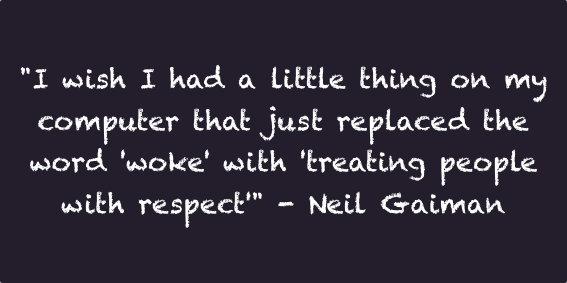 "I wish I had a little thing on my
computer that just replaced the
word 'woke' with 'treating people
with respect'" - Neil Gaiman